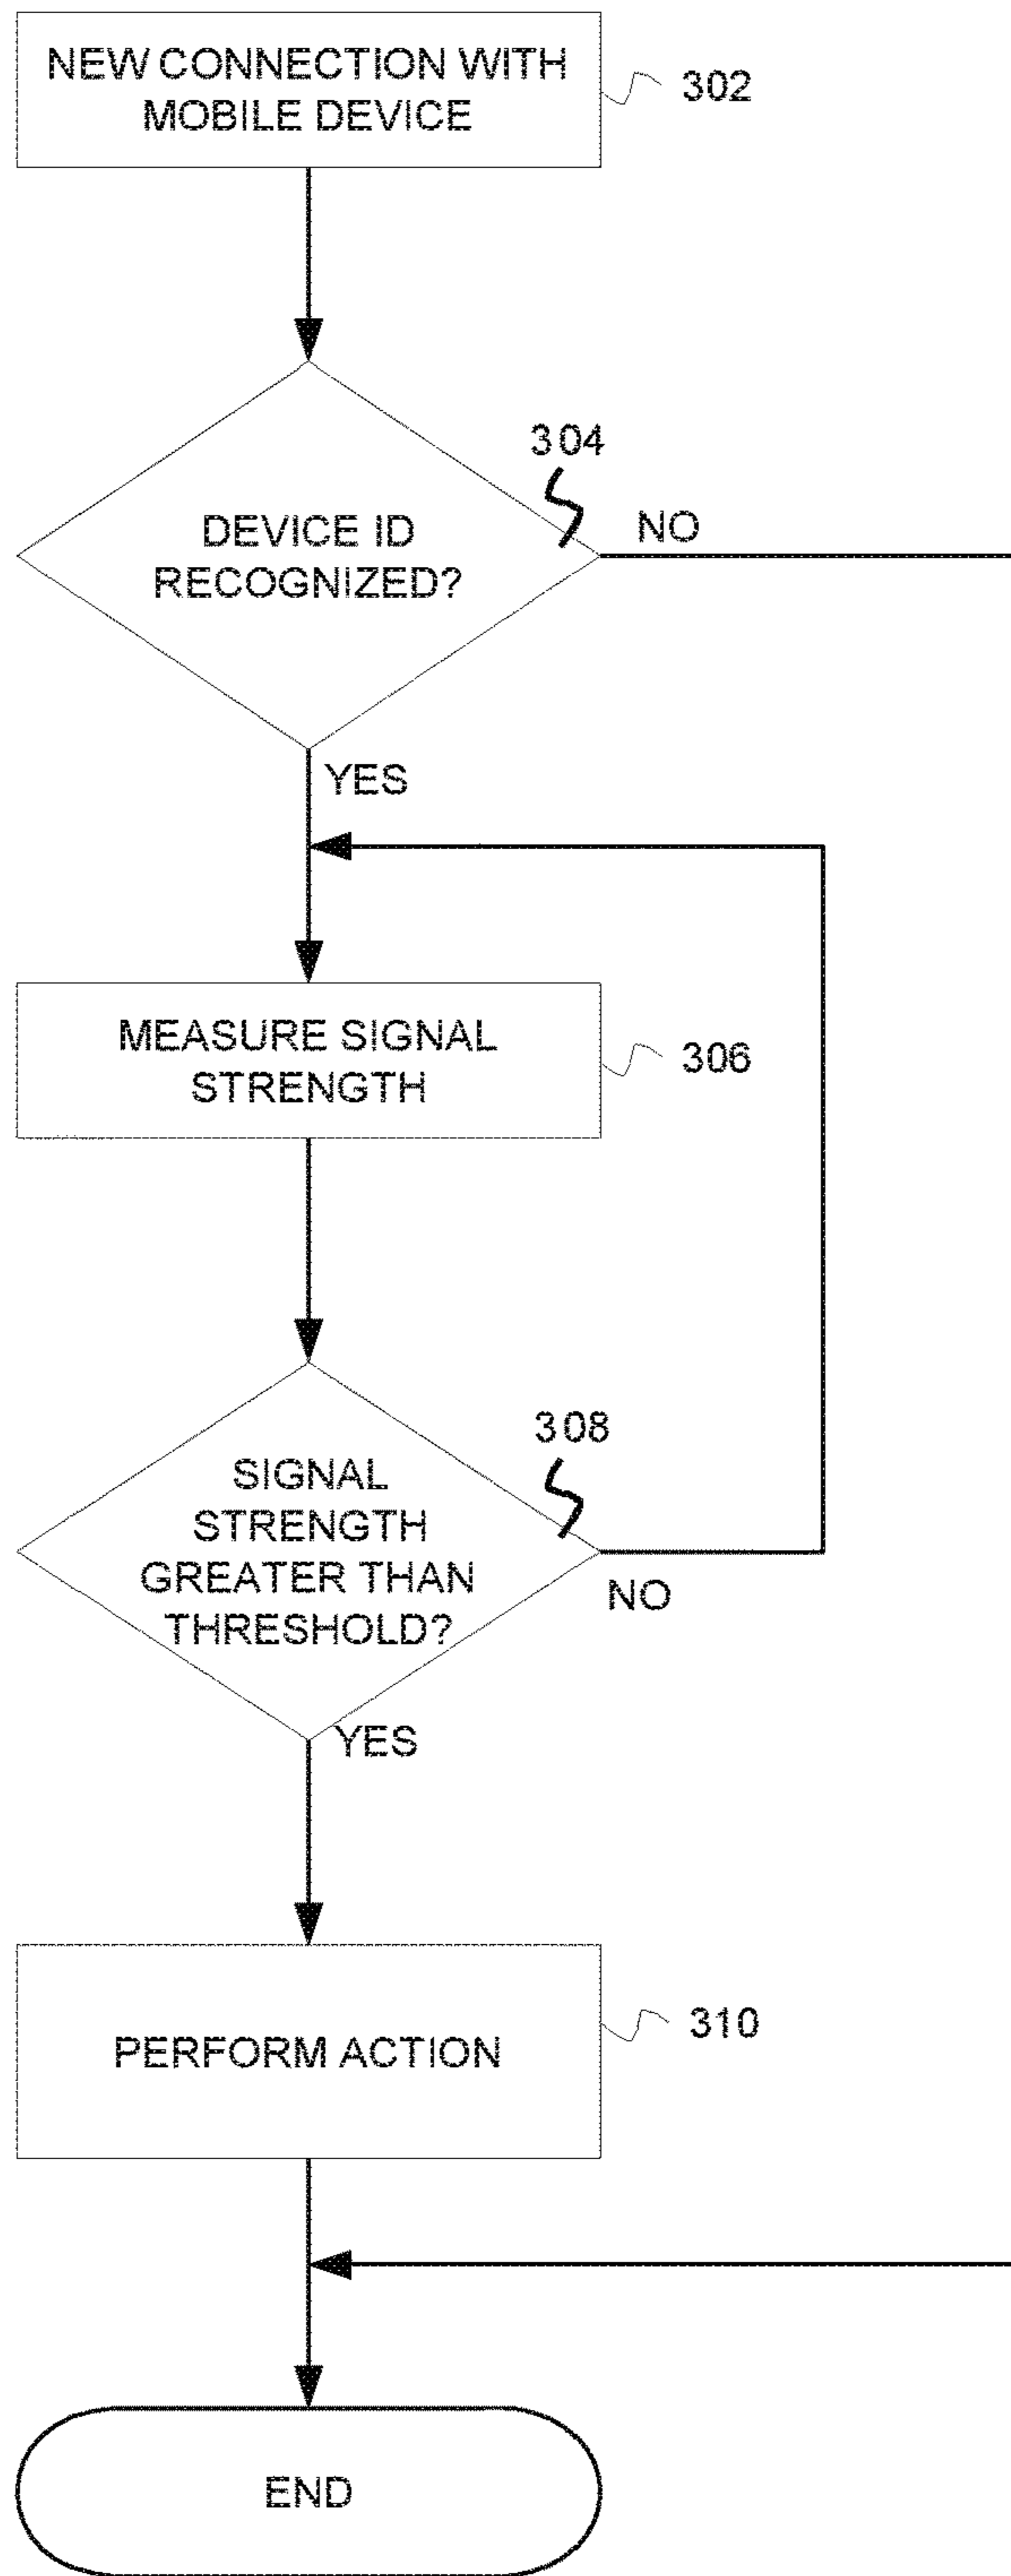 NEW CONNECTION WITH
MOBILE DEVICE
302
304
DEVICE ID
RECOGNIZED?
NO
YES
MEASURE SIGNAL
STRENGTH
306
308
SIGNAL
STRENGTH
GREATER THAN
THRESHOLD?
NO
YES
PERFORM ACTION
310
END